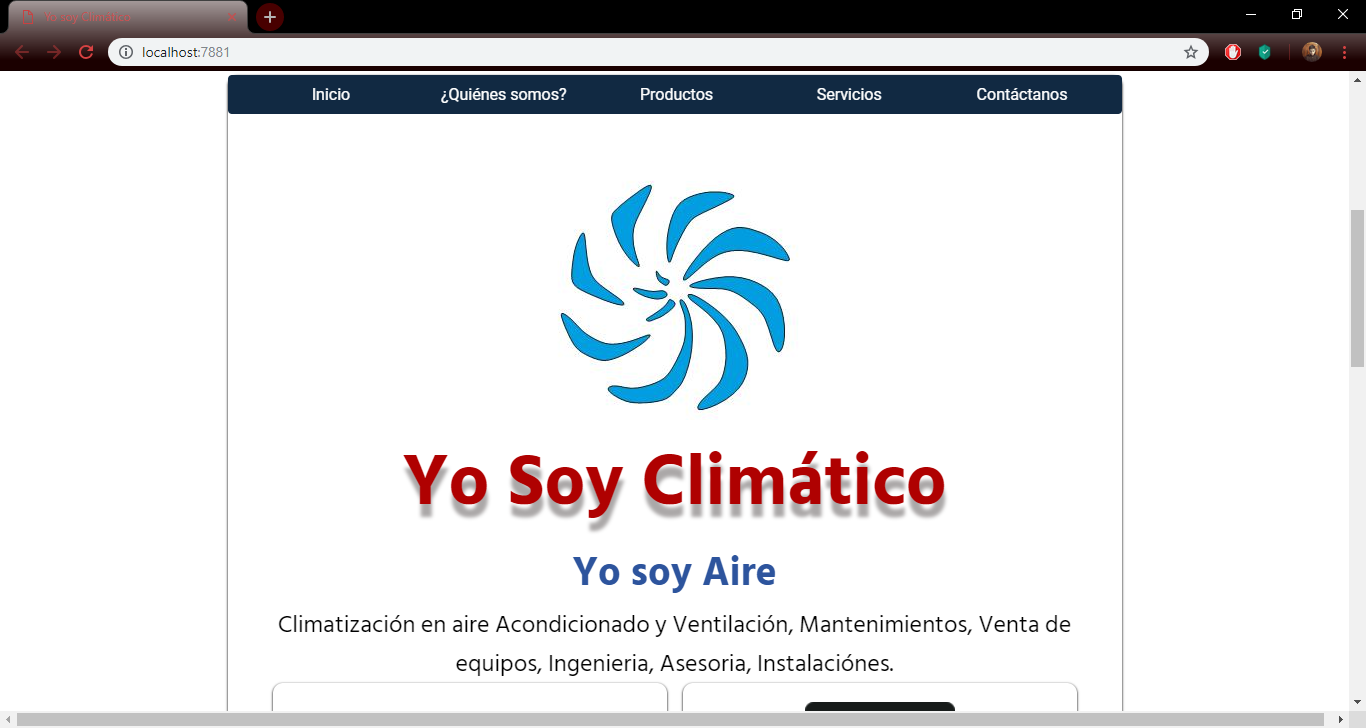 Yo soy Climático
localhost:7881
Inicio ¿Quiénes somos? Productos Servicios Contáctanos
Yo Soy Climático
Yo soy Aire
Climatización en aire Acondicionado y Ventilación, Mantenimientos, Venta de
equipos, Ingenieria, Asesoria, Instalaciónes.